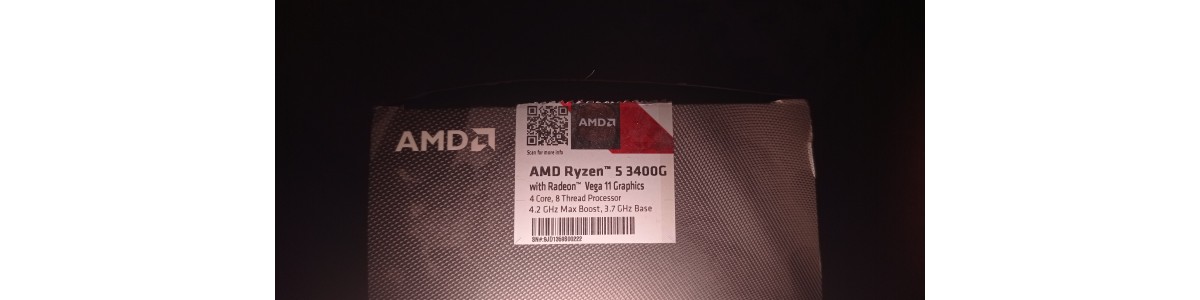 AMD
AMD
Scan for more info
AMD Ryzen™ 5 3400G
with Radeon™ Vega 11 Graphics
4 Core, 8 Thread Processor
4.2 GHz Max Boost, 3.7 GHz Base